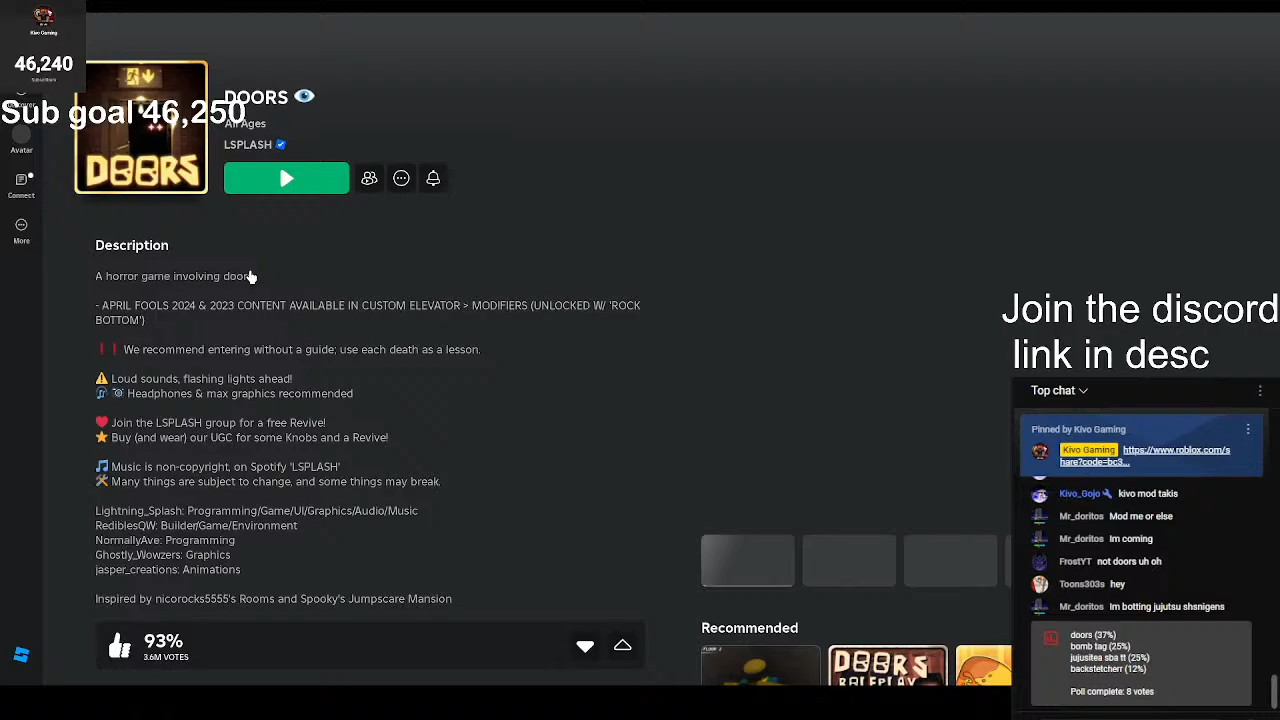 Kivo Gaming
46,240
Subscribers
Sub goal 46,250
Avatar
Connect
More
DOORS
DOORS 👁
All Ages
LSPLASH
Description
A horror game involving doors
- APRIL FOOLS 2024 & 2023 CONTENT AVAILABLE IN CUSTOM ELEVATOR > MODIFIERS (UNLOCKED W/ 'ROCK
BOTTOM')
❗❗ We recommend entering without a guide; use each death as a lesson.
⚠️ Loud sounds, flashing lights ahead!
🎧 📷 Headphones & max graphics recommended
❤️ Join the LSPLASH group for a free Revive!
⭐ Buy (and wear) our UGC for some Knobs and a Revive!
🎵 Music is non-copyright, on Spotify 'LSPLASH'
🛠️ Many things are subject to change, and some things may break.
Lightning_Splash: Programming/Game/UI/Graphics/Audio/Music
RediblesQW: Builder/Game/Environment
NormallyAve: Programming
Ghostly_Wowzers: Graphics
jasper_creations: Animations
Inspired by nicorocks5555's Rooms and Spooky's Jumpscare Mansion
93%
3.6M VOTES
Recommended
DOORS
ROLEPLAY
Join the discord
link in desc
Top chat
Pinned by Kivo Gaming
Kivo Gaming https://www.roblox.com/s
hare?code=bc3...
Kivo_Gojo kivo mod takis
Mr_doritos Mod me or else
Mr_doritos Im coming
FrostYT not doors uh oh
Toons303s hey
Mr_doritos Im botting jujutsu shsnigens
doors (37%)
bomb tag (25%)
jujusitea sba tt (25%)
backstetcherr (12%)
Poll complete: 8 votes